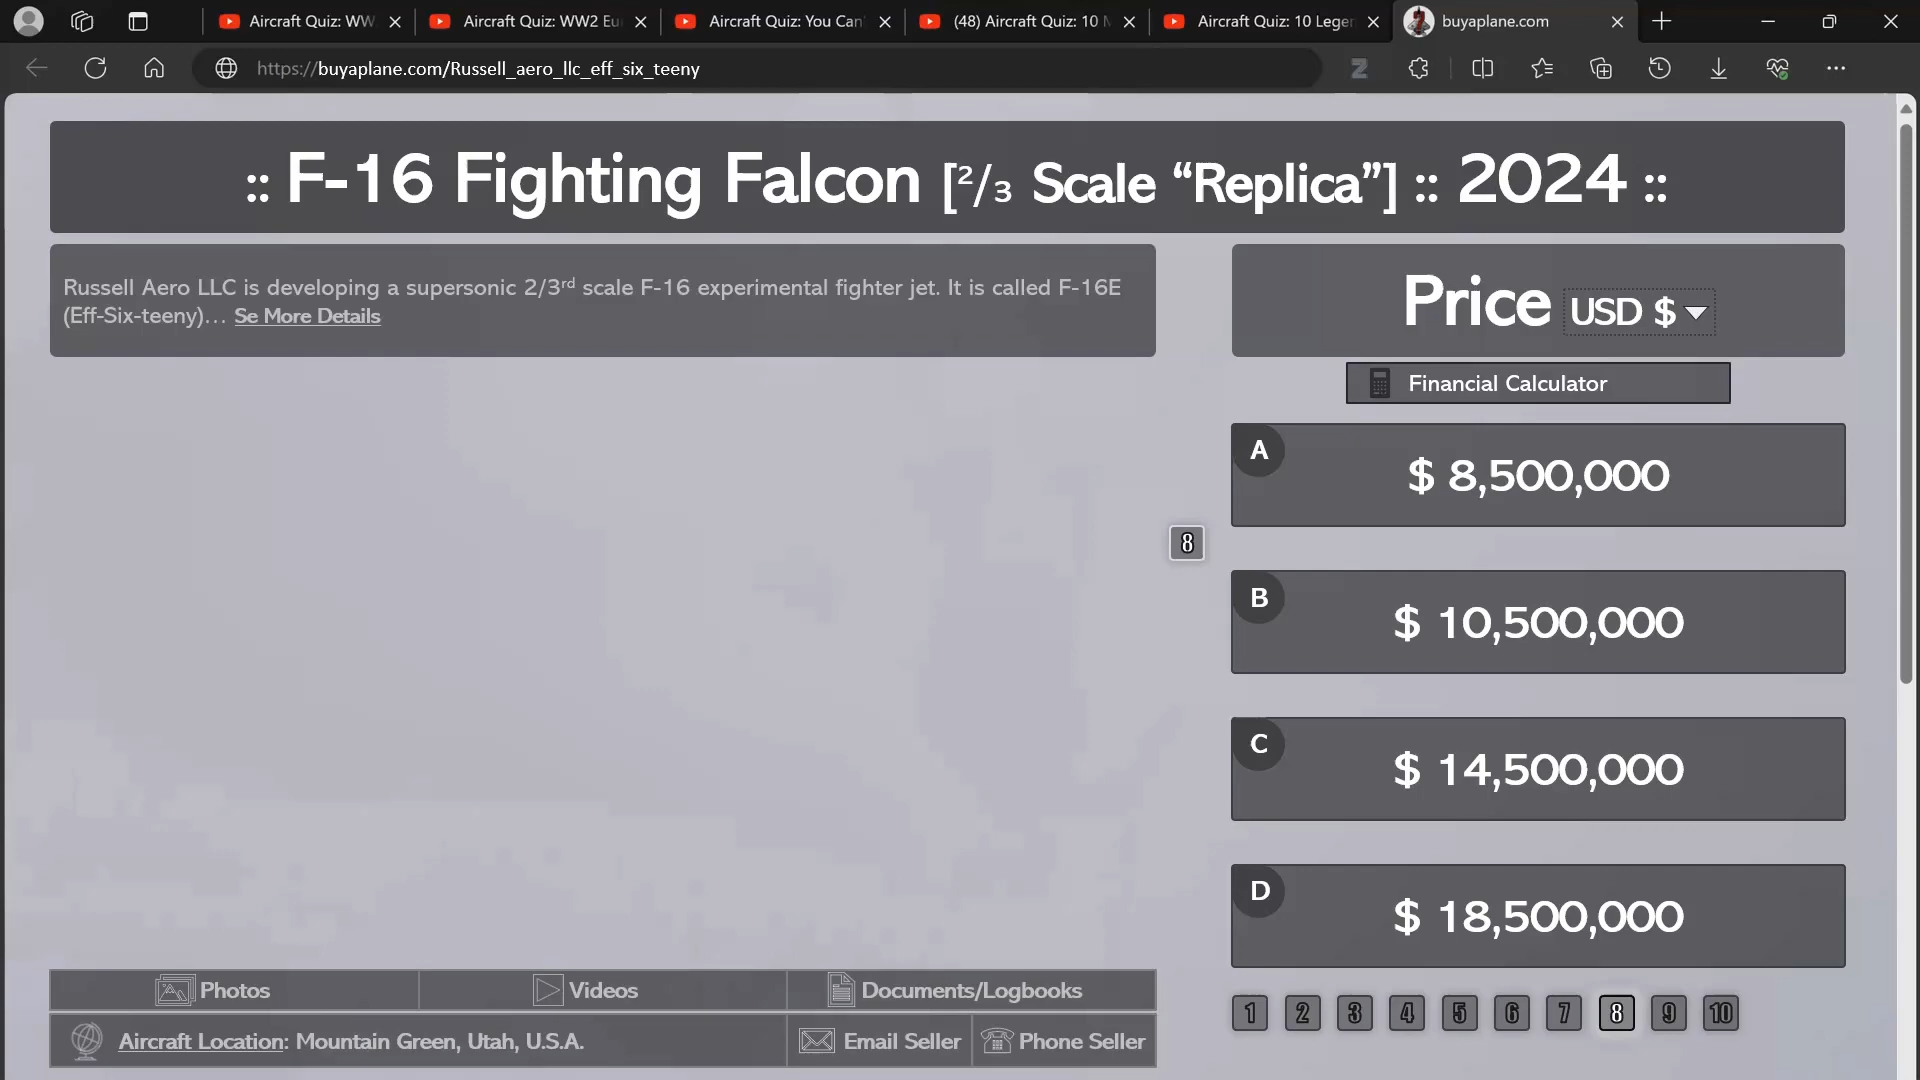 Aircraft Quiz: WW
Aircraft Quiz: WW2 Eu
Aircraft Quiz: You Can'
(48) Aircraft Quiz: 10 M
Aircraft Quiz: 10 Leger
buyaplane.com
https://buyaplane.com/Russell_aero_llc_eff_six_teeny
:: F-16 Fighting Falcon [2/3 Scale “Replica”] :: 2024 ::
Russell Aero LLC is developing a supersonic 2/3rd scale F-16 experimental fighter jet. It is called F-16E
(Eff-Six-teeny)... Se More Details
Price USD $
Financial Calculator
A
$ 8,500,000
8
B
$ 10,500,000
C
$ 14,500,000
D
$ 18,500,000
Photos
Videos
Documents/Logbooks
1 2 3 4 5 6 7 8 9 10
Aircraft Location: Mountain Green, Utah, U.S.A.
Email Seller
Phone Seller